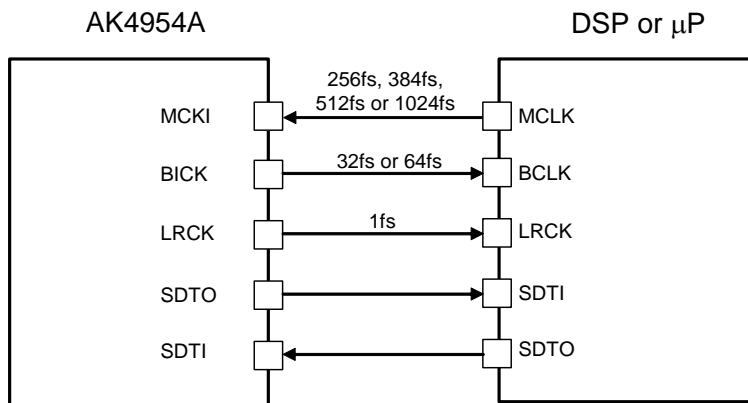 AK4954A
DSP or μP
256fs, 384fs,
512fs or 1024fs
MCKI
MCLK
32fs or 64fs
BICK
BCLK
1fs
LRCK
LRCK
SDTO
SDTI
SDTI
SDTO